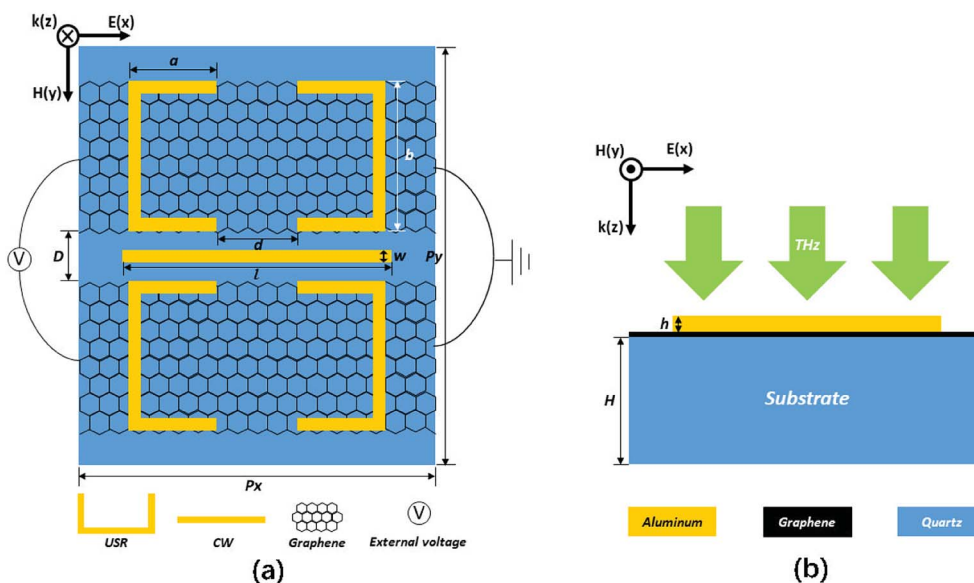 k(z)
E(x)
H(y)
a
b
V
D
d
w
Py
l
Px
USR
CW
Graphene
V
External voltage
(a)
H(y)
E(x)
k(z)
THz
h
H
Substrate
Aluminum
Graphene
Quartz
(b)